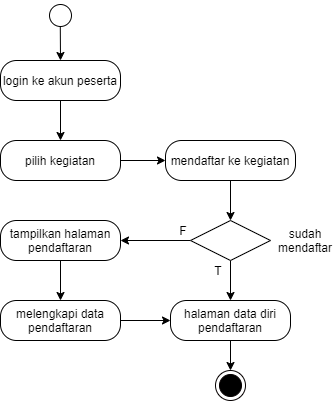 login ke akun peserta
pilih kegiatan
mendaftar ke kegiatan
tampilkan halaman
pendaftaran
F
sudah
mendaftar
T
melengkapi data
pendaftaran
halaman data diri
pendaftaran